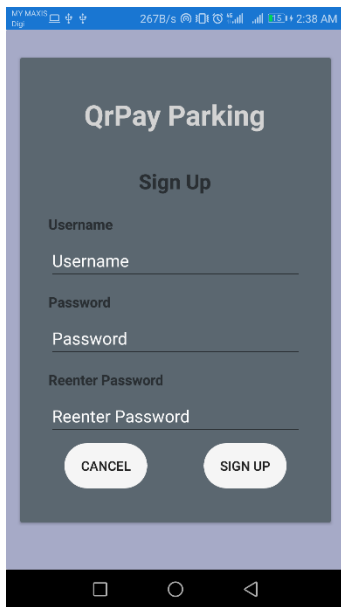 MY MAXIS
Digi
267B/s 2:38 AM
QrPay Parking
Sign Up
Username
Username
Password
Password
Reenter Password
Reenter Password
CANCEL SIGN UP